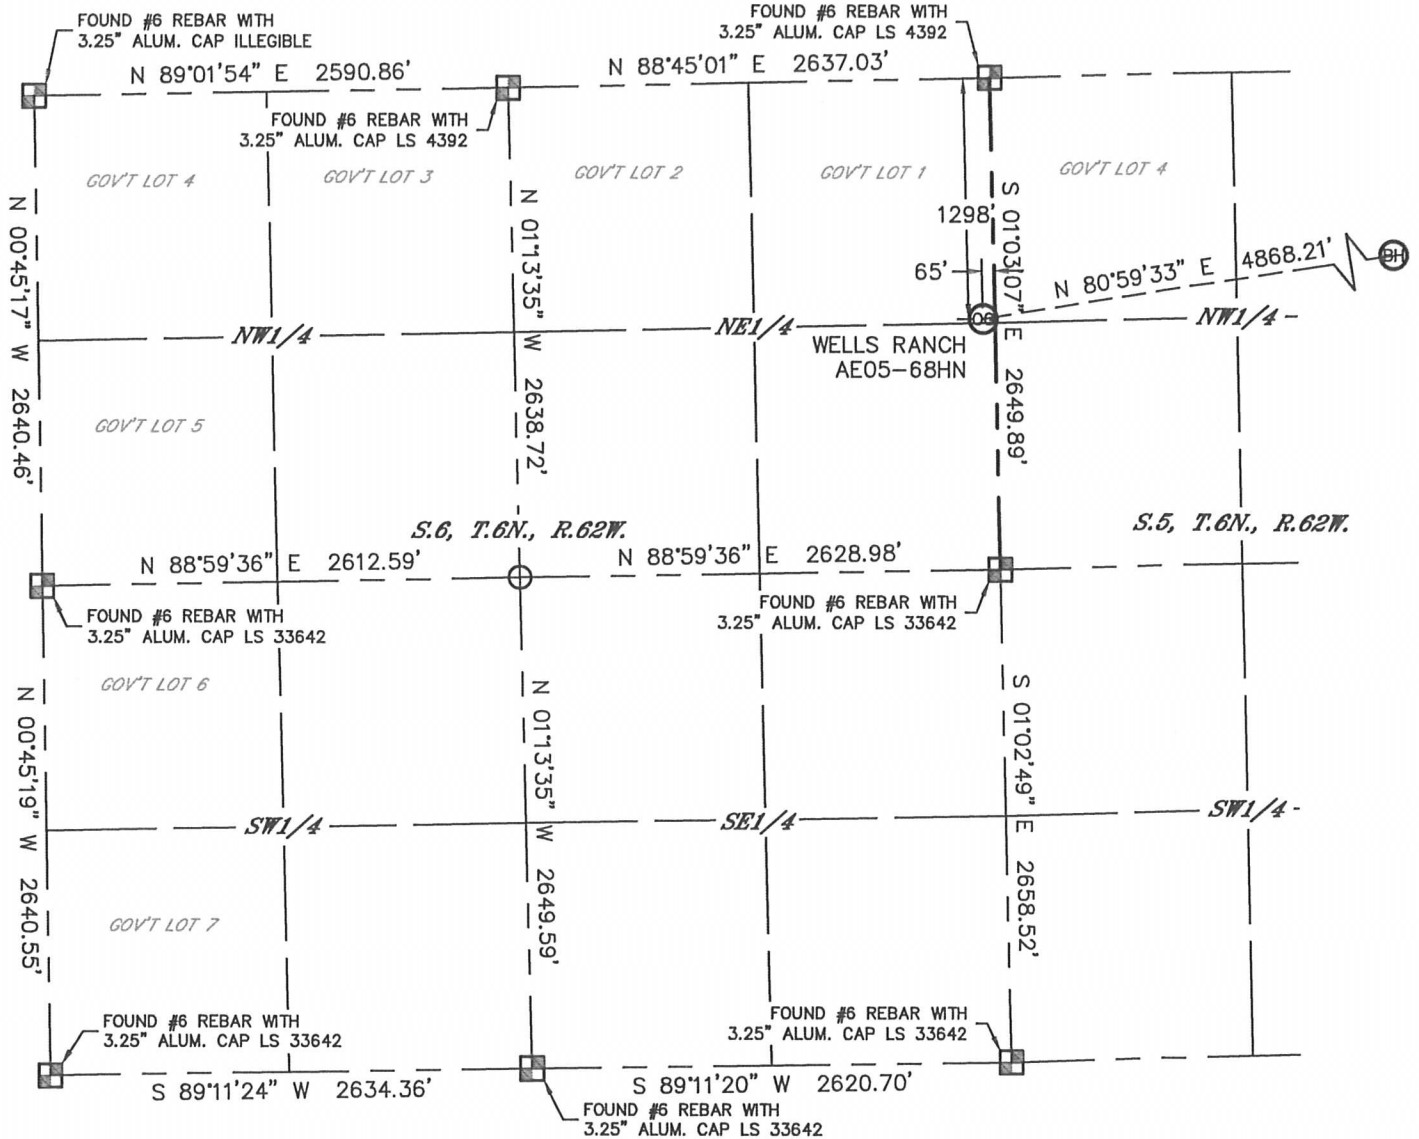 FOUND #6 REBAR WITH
3.25" ALUM. CAP ILLEGIBLE
FOUND #6 REBAR WITH
3.25" ALUM. CAP LS 4392
N 89°01'54" E 2590.86'
N 88°45'01" E 2637.03'
FOUND #6 REBAR WITH
3.25" ALUM. CAP LS 4392
GOV'T LOT 4
GOV'T LOT 3
GOV'T LOT 2
GOV'T LOT 1
GOV'T LOT 4
N 00°45'17" W 2640.46'
N 01°13'35" W 2638.72'
1298'
S 01°03'07" E 2649.89'
65'
N 80°59'33" E 4868.21'
BH
NW1/4
NE1/4
NW1/4
WELLS RANCH
AE05-68HN
GOV'T LOT 5
S.6, T.6N., R.62W.
S.5, T.6N., R.62W.
N 88°59'36" E 2612.59'
N 88°59'36" E 2628.98'
FOUND #6 REBAR WITH
3.25" ALUM. CAP LS 33642
FOUND #6 REBAR WITH
3.25" ALUM. CAP LS 33642
GOV'T LOT 6
N 00°45'19" W 2640.55'
N 01°13'35" W 2649.59'
S 01°02'49" E 2658.52'
SW1/4
SE1/4
SW1/4
GOV'T LOT 7
FOUND #6 REBAR WITH
3.25" ALUM. CAP LS 33642
FOUND #6 REBAR WITH
3.25" ALUM. CAP LS 33642
S 89°11'24" W 2634.36'
S 89°11'20" W 2620.70'
FOUND #6 REBAR WITH
3.25" ALUM. CAP LS 33642